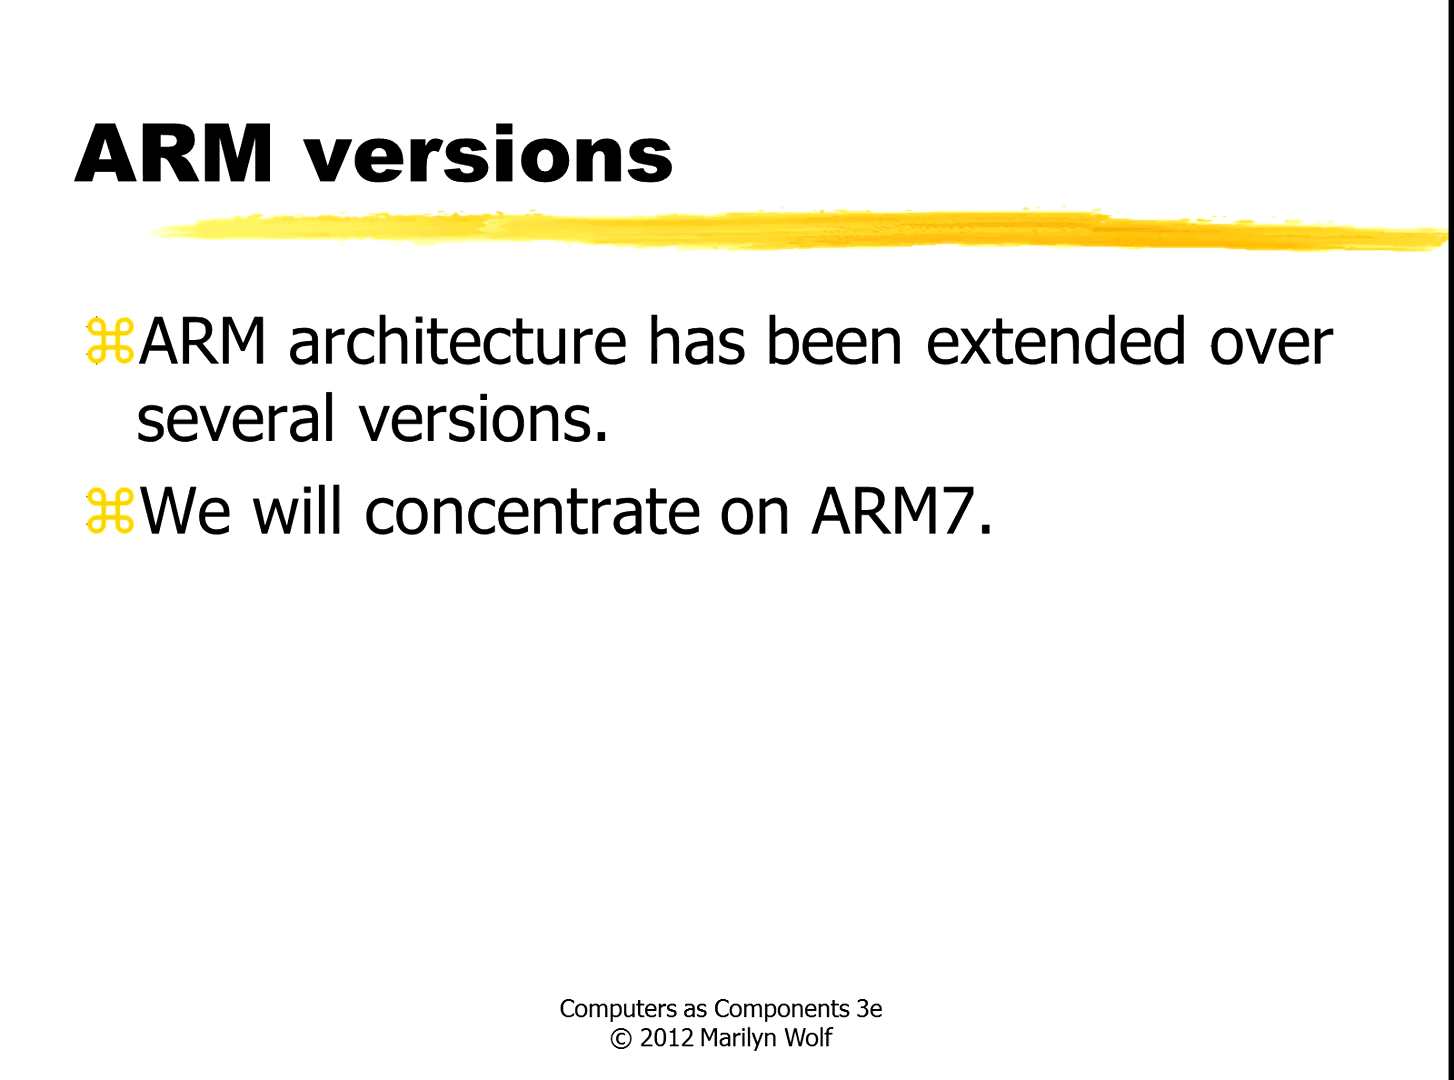 ARM versions
⌘ARM architecture has been extended over
several versions.
⌘We will concentrate on ARM7.
Computers as Components 3e
© 2012 Marilyn Wolf